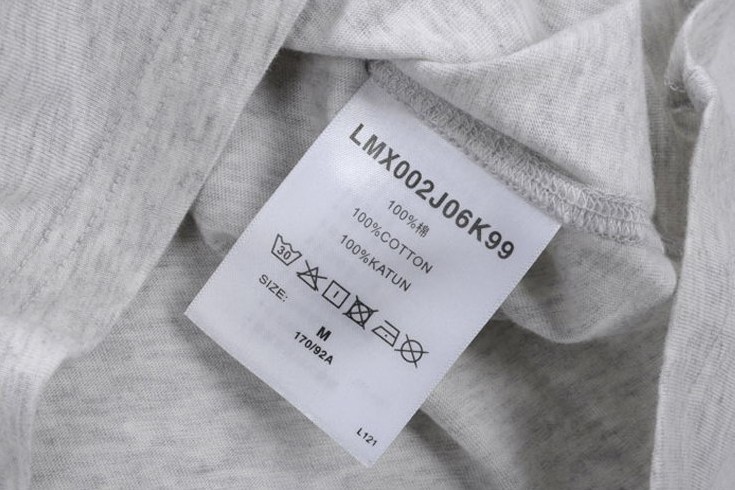 LMX002J06K99
100%棉
100%COTTON
100%KATUN
30
SIZE:
M
170/92A
L121